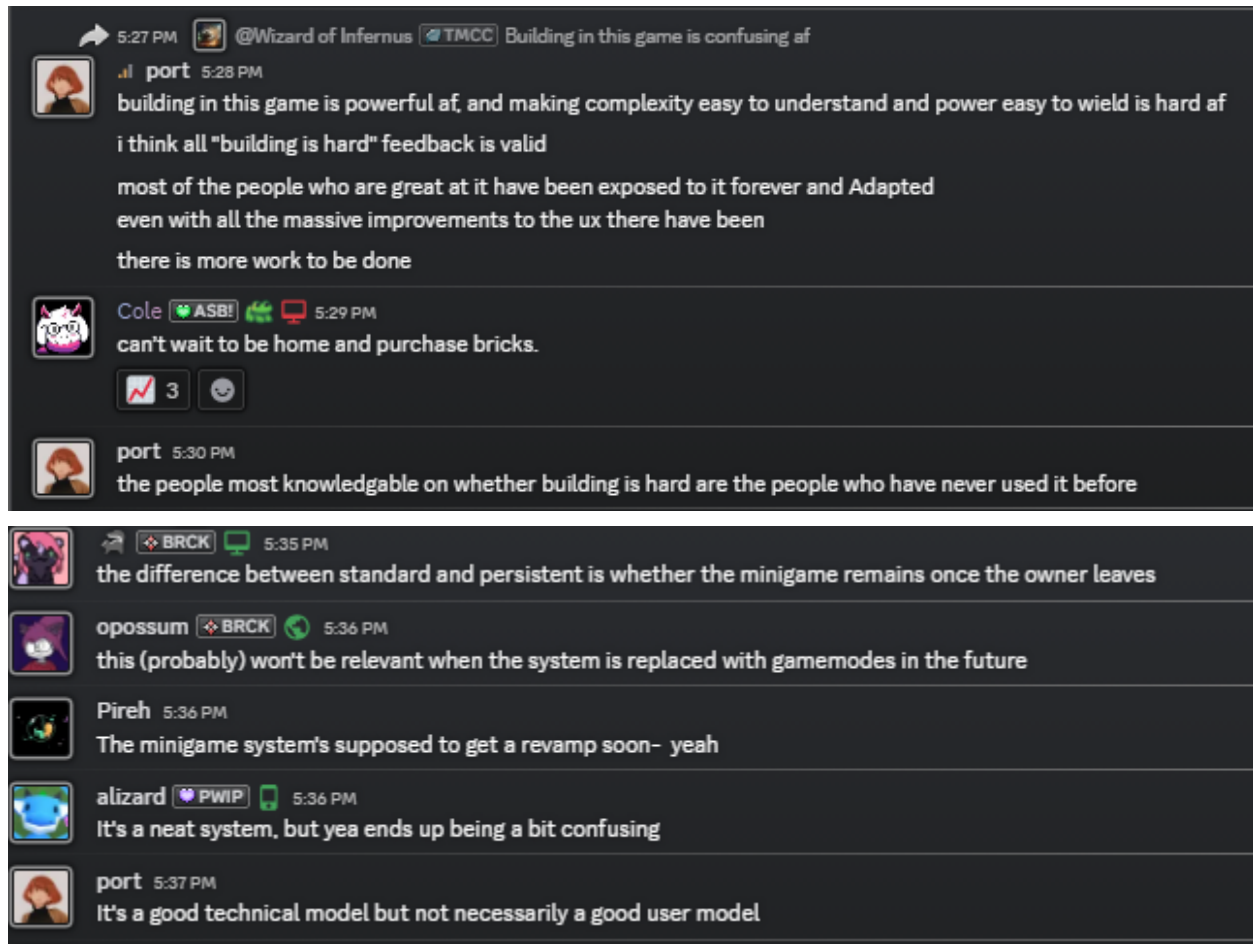 5:27 PM @Wizard of Infernus TMCC Building in this game is confusing af
port 5:28 PM
building in this game is powerful af, and making complexity easy to understand and power easy to wield is hard af
i think all "building is hard" feedback is valid
most of the people who are great at it have been exposed to it forever and Adapted
even with all the massive improvements to the ux there have been
there is more work to be done
Cole ASB! 5:29 PM
can't wait to be home and purchase bricks.
3
port 5:30 PM
the people most knowledgable on whether building is hard are the people who have never used it before
BRCK 5:35 PM
the difference between standard and persistent is whether the minigame remains once the owner leaves
opossum BRCK 5:36 PM
this (probably) won't be relevant when the system is replaced with gamemodes in the future
Pireh 5:36 PM
The minigame system's supposed to get a revamp soon- yeah
alizard PWIP 5:36 PM
It's a neat system, but yea ends up being a bit confusing
port 5:37 PM
It's a good technical model but not necessarily a good user model